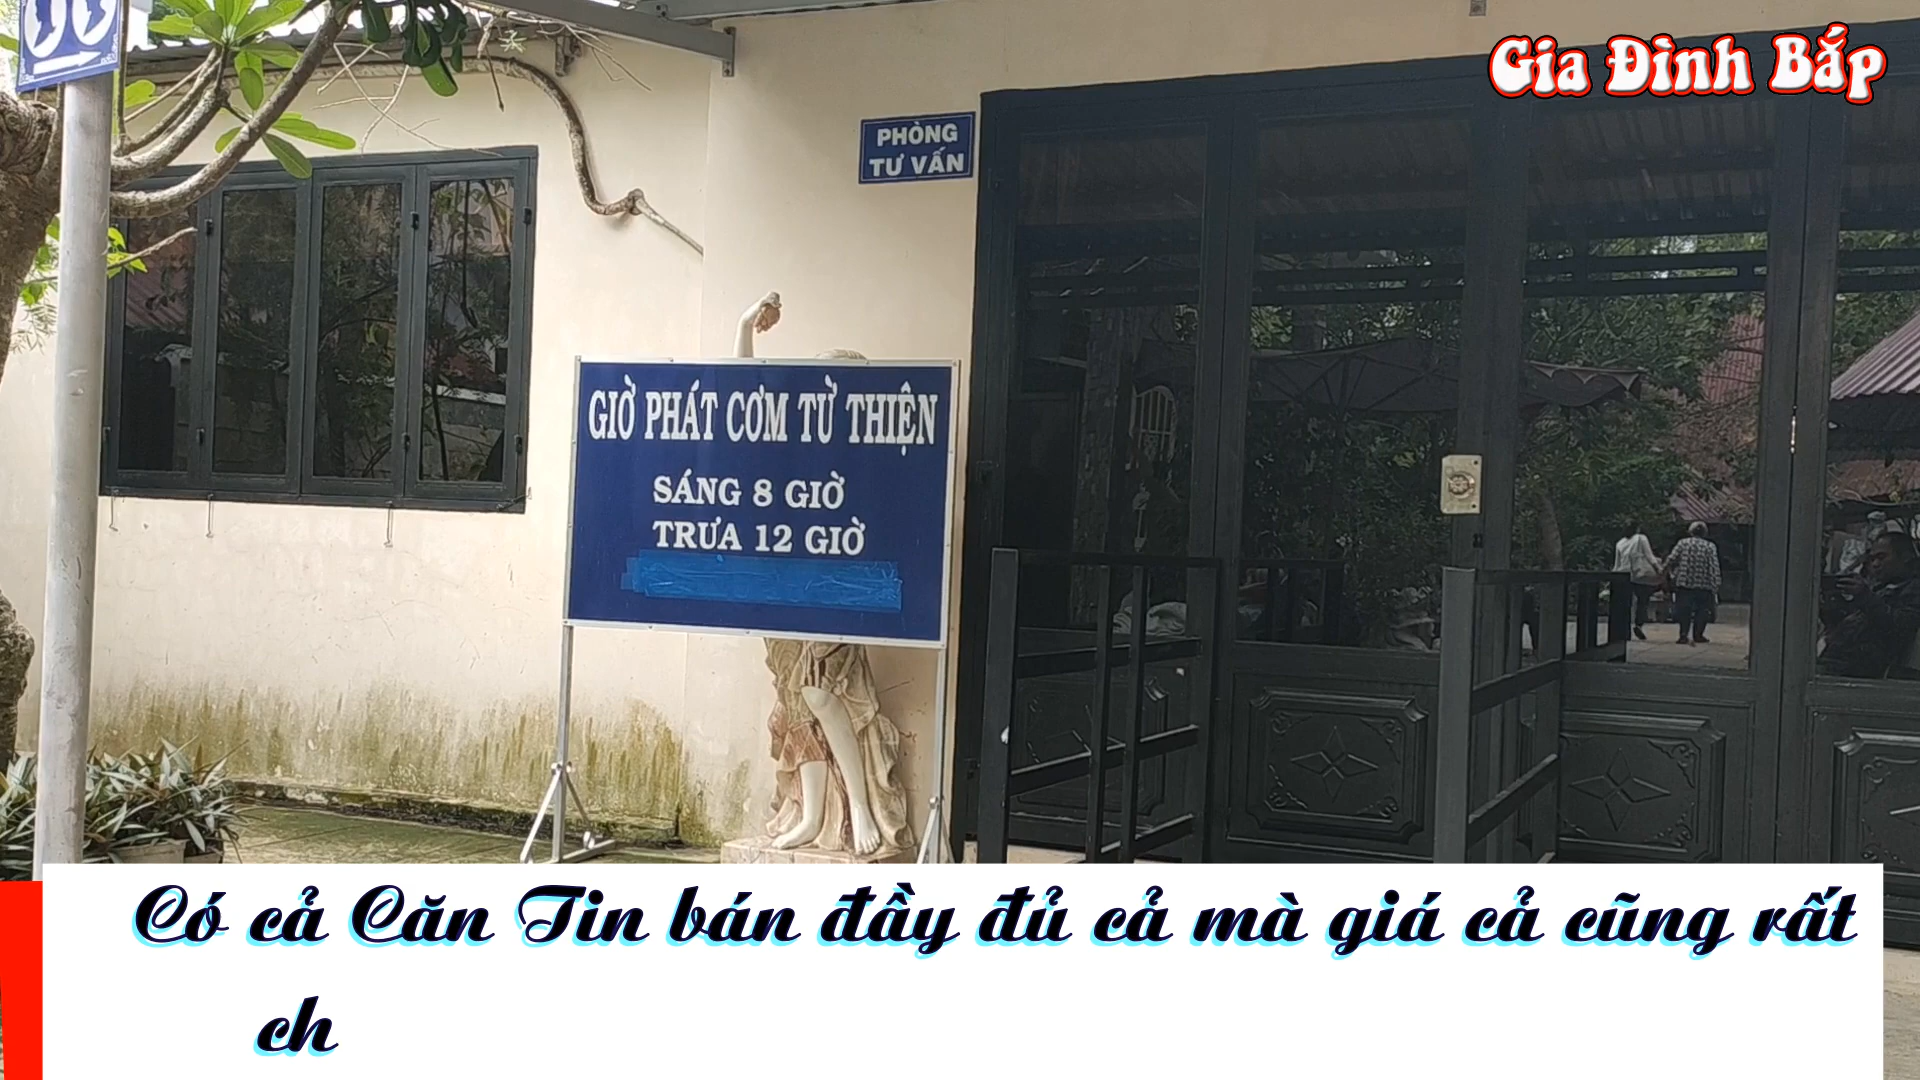 Gia Đình Bắp
PHÒNG
TƯ VẤN
GIỜ PHÁT CƠM TỪ THIỆN
SÁNG 8 GIỜ
TRƯA 12 GIỜ
Có cả Căn Tin bán đầy đủ cả mà giá cả cũng rất
ch